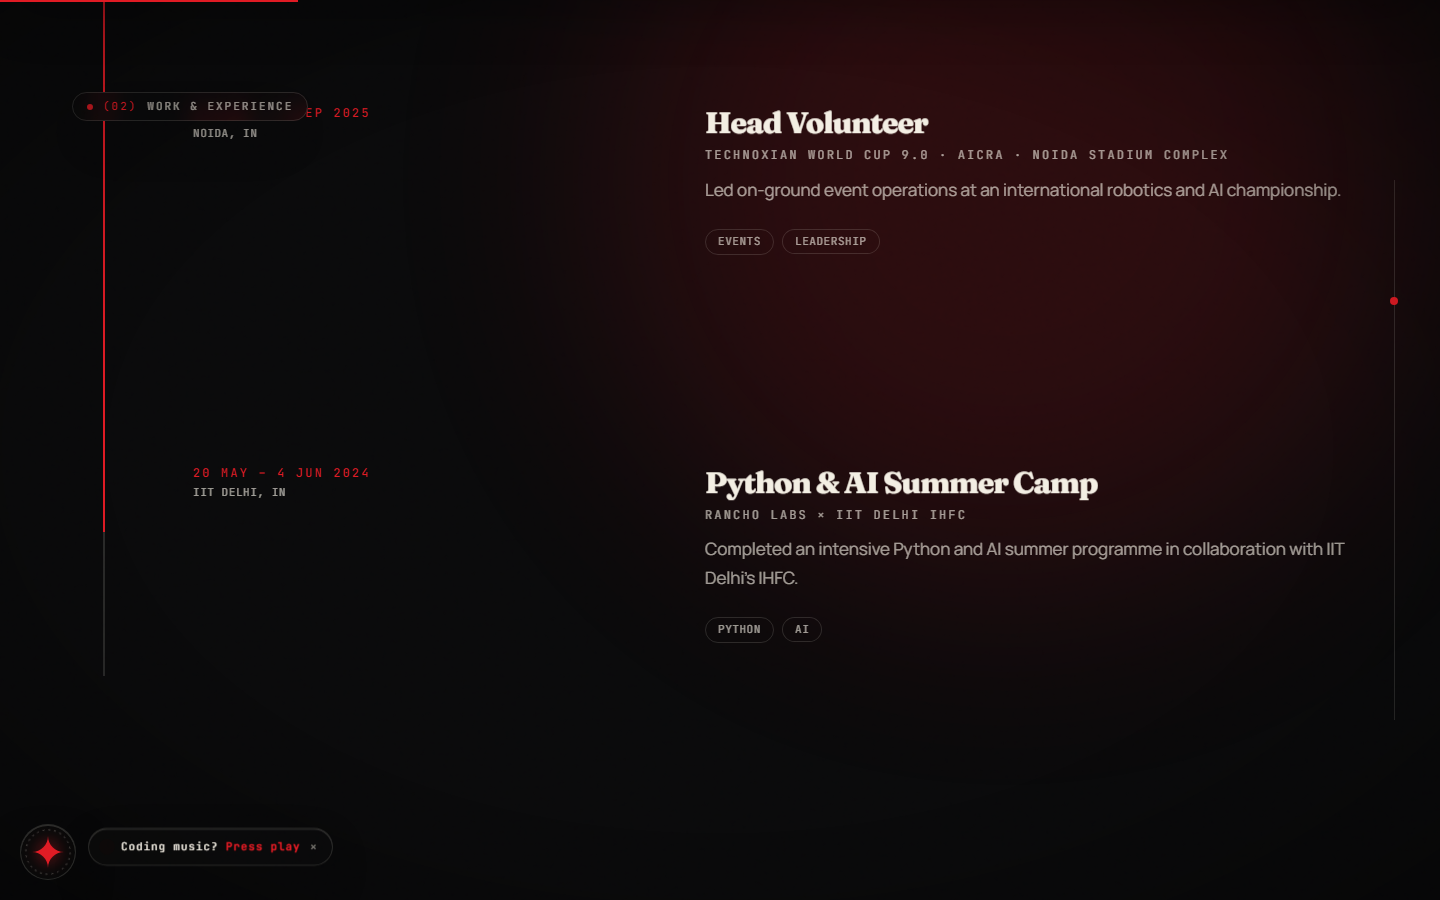 (02) WORK & EXPERIENCE
EP 2025
NOIDA, IN
Head Volunteer
TECHNOXIAN WORLD CUP 9.0 · AICRA · NOIDA STADIUM COMPLEX
Led on-ground event operations at an international robotics and AI championship.
EVENTS
LEADERSHIP
20 MAY – 4 JUN 2024
IIT DELHI, IN
Python & AI Summer Camp
RANCHO LABS × IIT DELHI IHFC
Completed an intensive Python and AI summer programme in collaboration with IIT
Delhi's IHFC.
PYTHON
AI
Coding music? Press play ×